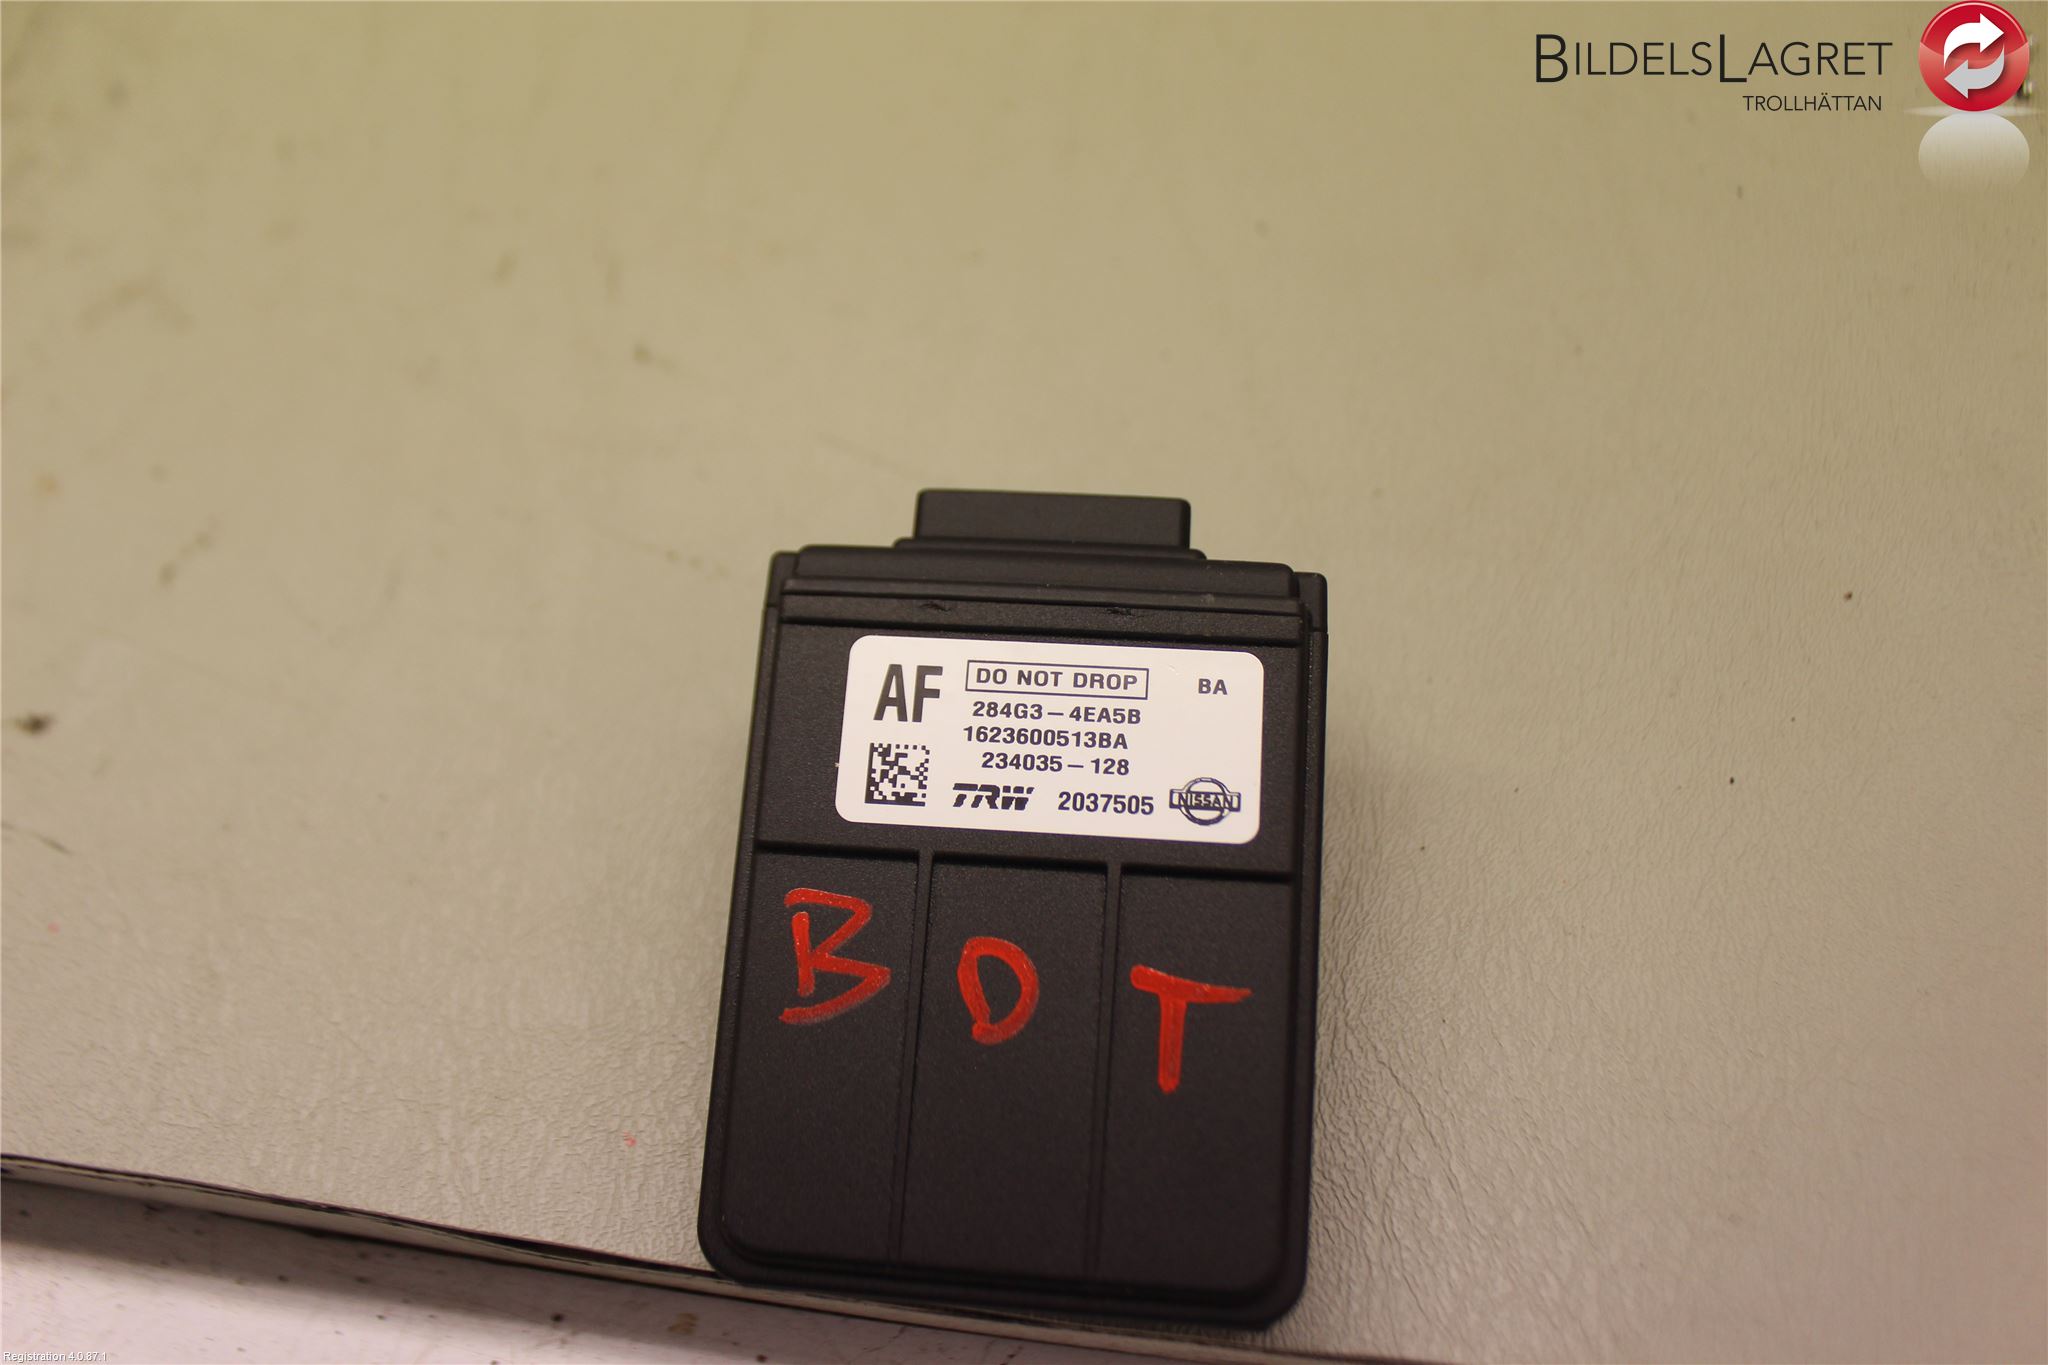 BILDELSLAGRET
TROLLHÄTTAN
AF
DO NOT DROP
BA
284G3-4EA5B
1623600513BA
234035-128
TRW 2037505 NISSAN
BDT
Registration 4.0.87.1